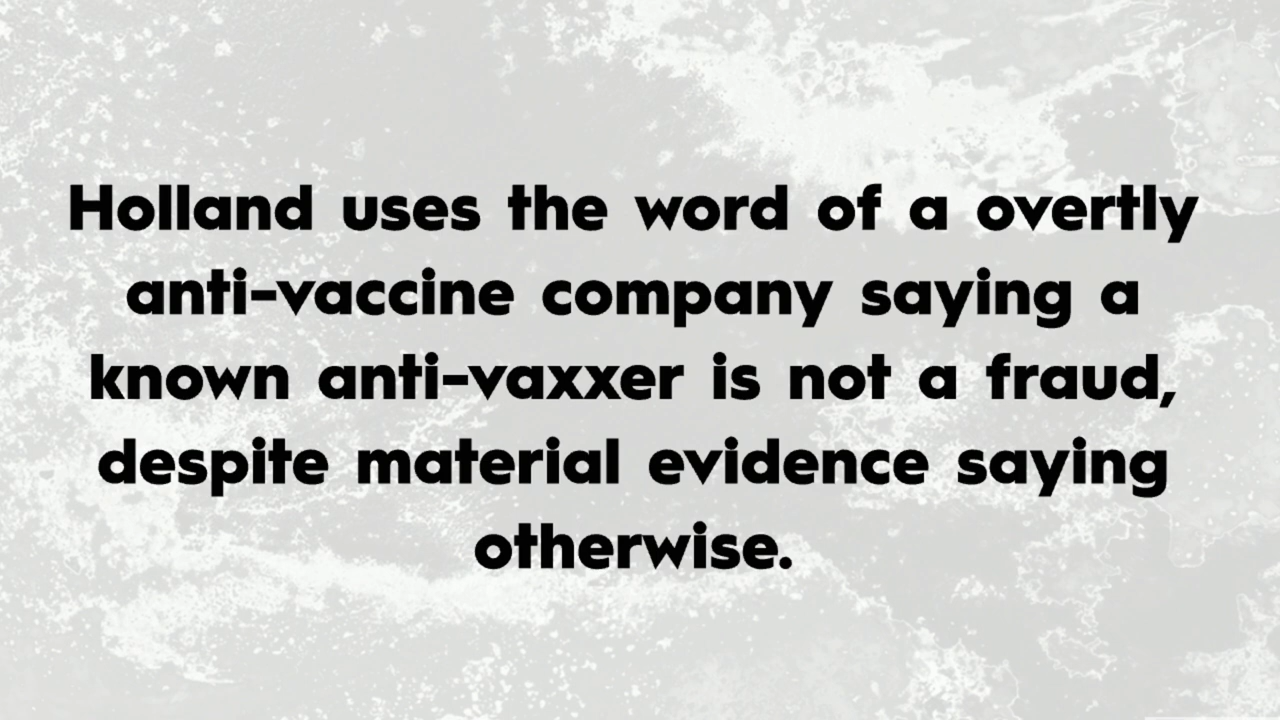 Holland uses the word of a overtly
anti-vaccine company saying a
known anti-vaxxer is not a fraud,
despite material evidence saying
otherwise.